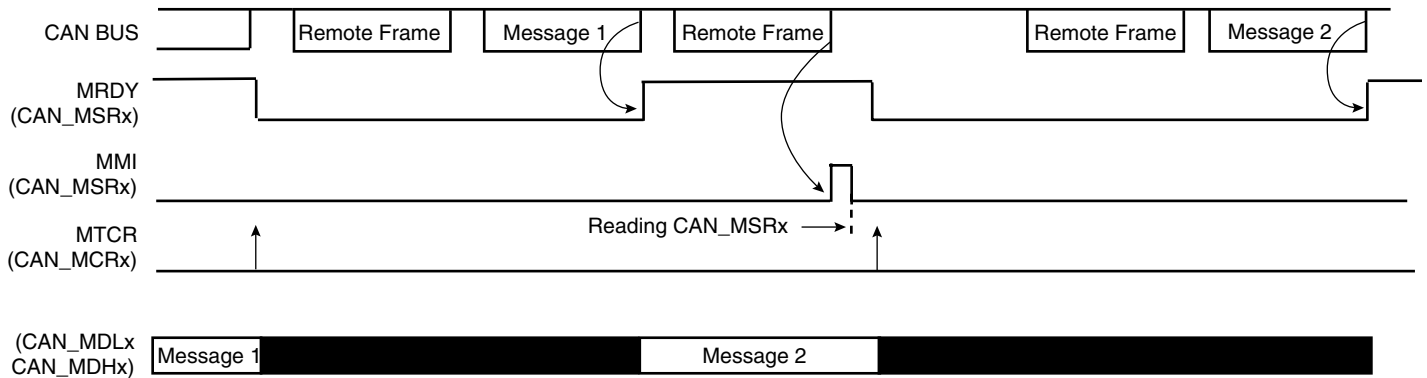 CAN BUS
Remote Frame
Message 1
Remote Frame
Remote Frame
Message 2
MRDY
(CAN_MSRx)
MMI
(CAN_MSRx)
Reading CAN_MSRx
MTCR
(CAN_MCRx)
(CAN_MDLx
CAN_MDHx)
Message 1
Message 2